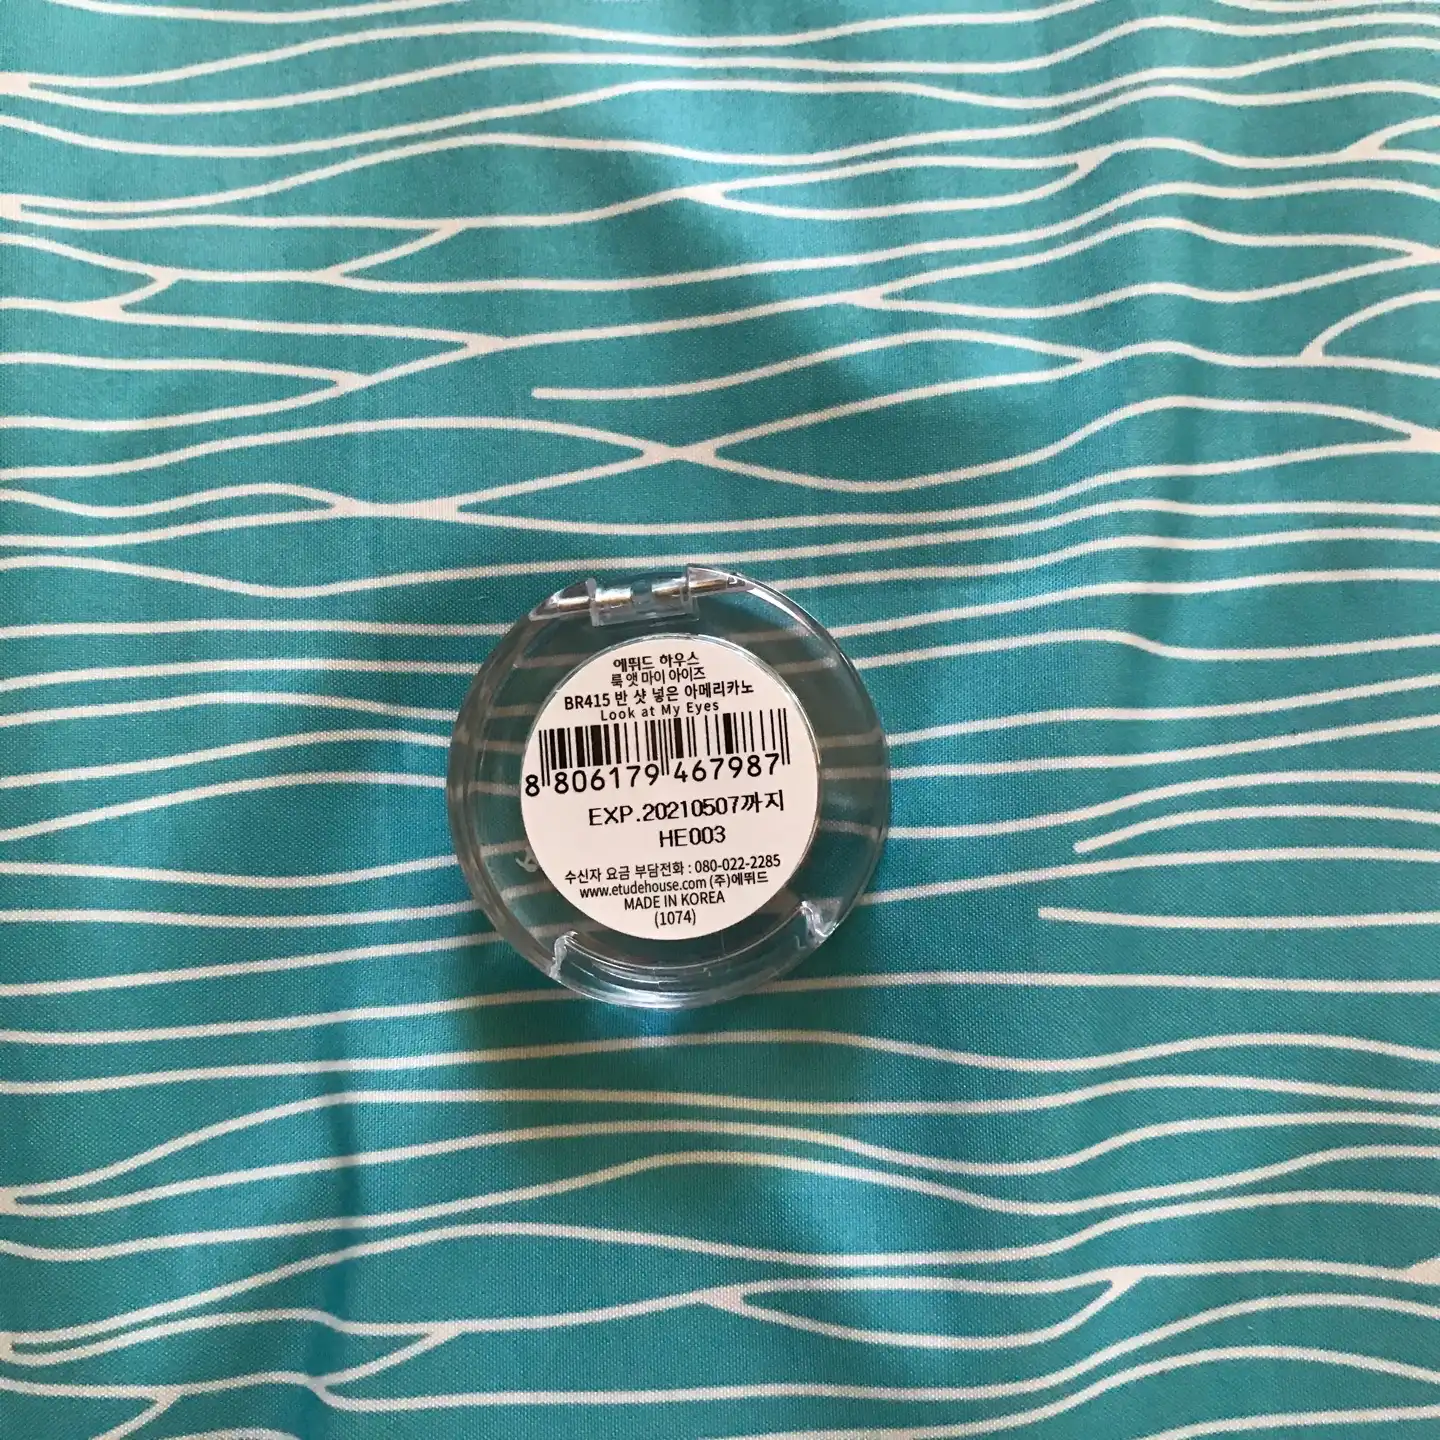 에뛰드 하우스
룩 앳 마이 아이즈
BR415 반 샷 넣은 아메리카노
Look at My Eyes
8 806179 467987
EXP.20210507까지
HE003
수신자 요금 부담전화 : 080-022-2285
www.etudehouse.com (주)에뛰드
MADE IN KOREA
(1074)